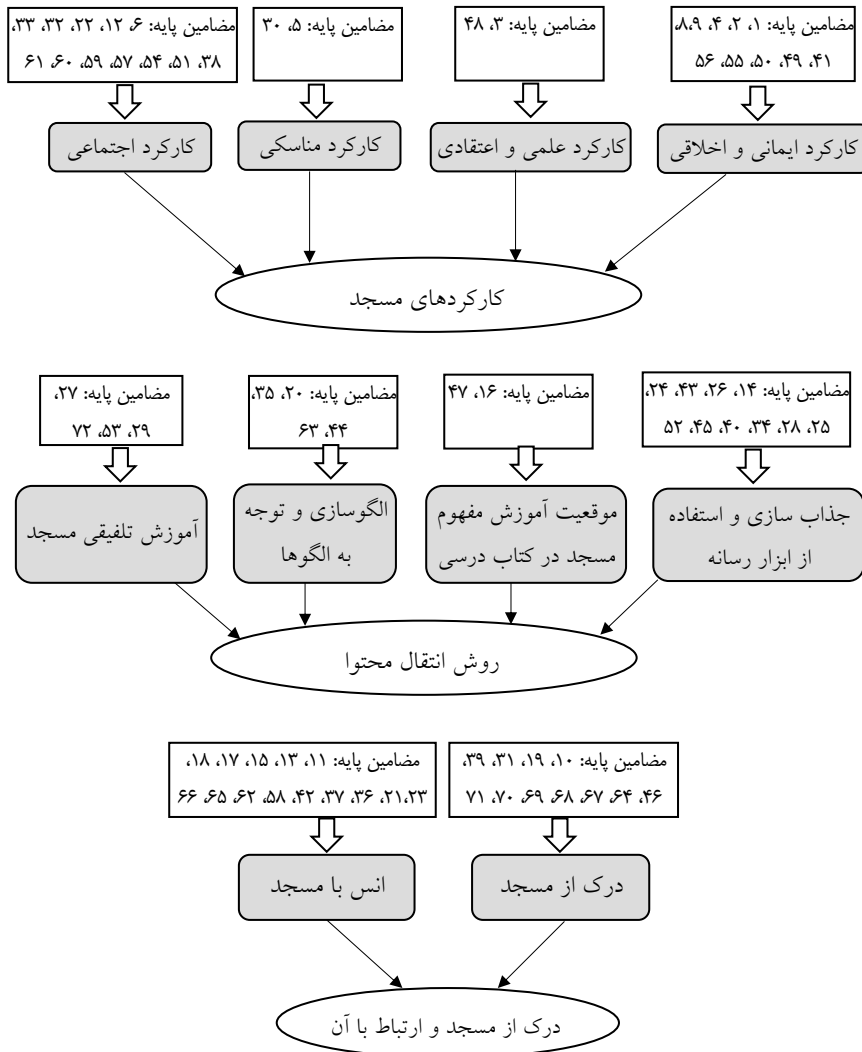 مضامین پایه: ۱، ۲، ۴، ۸،۹،
۴۱، ۴۹، ۵۰، ۵۵، ۵۶
مضامین پایه: ۳، ۴۸
مضامین پایه: ۵، ۳۰
مضامین پایه: ۶، ۱۲، ۲۲، ۳۲، ۳۳،
۳۸، ۵۱، ۵۴، ۵۷، ۵۹، ۶۰، ۶۱
کارکرد ایمانی و اخلاقی
کارکرد علمی و اعتقادی
کارکرد مناسکی
کارکرد اجتماعی
کارکردهای مسجد
مضامین پایه: ۱۴، ۲۶، ۴۳، ۲۴،
۲۵، ۲۸، ۳۴، ۴۰، ۴۵، ۵۲
مضامین پایه: ۱۶، ۴۷
مضامین پایه: ۲۰، ۳۵،
۴۴، ۶۳
مضامین پایه: ۲۷،
۲۹، ۵۳، ۷۲
جذاب سازی و استفاده
از ابزار رسانه
موقعیت آموزش مفهوم
مسجد در کتاب درسی
الگوسازی و توجه
به الگوها
آموزش تلفیقی مسجد
روش انتقال محتوا
مضامین پایه: ۱۰، ۱۹، ۳۱، ۳۹،
۴۶، ۶۴، ۶۷، ۶۸، ۶۹، ۷۰، ۷۱
مضامین پایه: ۱۱، ۱۳، ۱۵، ۱۷، ۱۸،
۲۱،۲۳، ۳۶، ۳۷، ۴۲، ۵۸، ۶۲، ۶۵، ۶۶
درک از مسجد
انس با مسجد
درک از مسجد و ارتباط با آن